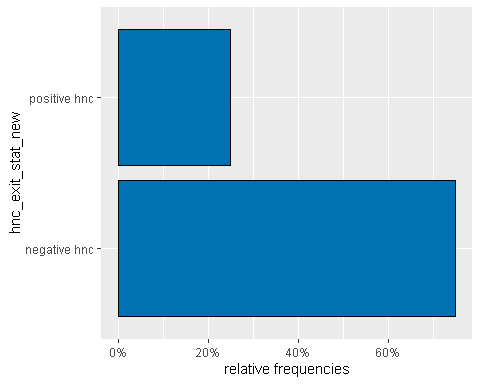 hnc_exit_stat_new
positive hnc
negative hnc
0%
20%
40%
60%
relative frequencies